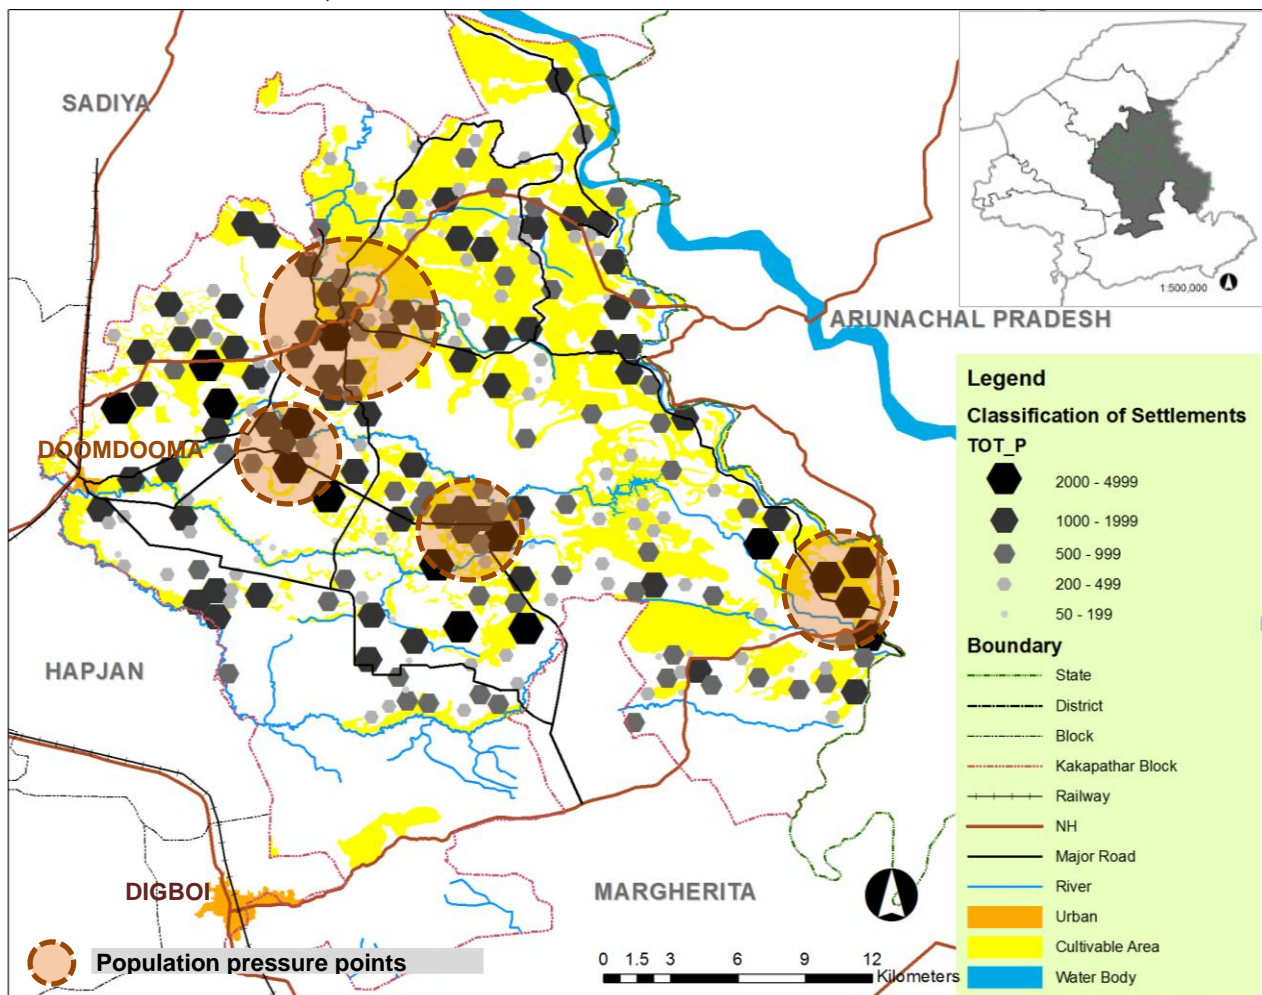 SADIYA
ARUNACHAL PRADESH
DOOMDOOMA
HAPJAN
DIGBOI
MARGHERITA
1:500,000
Legend
Classification of Settlements
TOT_P
2000 - 4999
1000 - 1999
500 - 999
200 - 499
50 - 199
Boundary
State
District
Block
Kakapathar Block
Railway
NH
Major Road
River
Urban
Cultivable Area
Water Body
Population pressure points
0 1.5 3 6 9 12
Kilometers